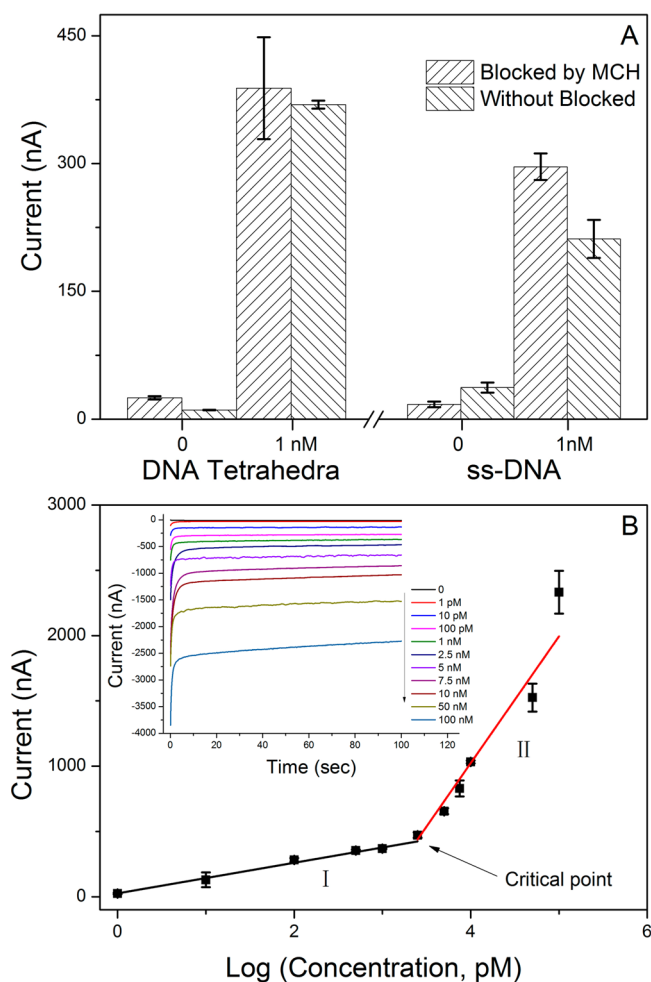 A
Blocked by MCH
Without Blocked
Current (nA)
450
300
150
0
0 1 nM 0 1nM
DNA Tetrahedra ss-DNA
B
Current (nA)
3000
2000
1000
0
Current (nA)
0
-500
-1000
-1500
-2000
-2500
-3000
-3500
-4000
0 20 40 60 80 100 120
Time (sec)
0
1 pM
10 pM
100 pM
1 nM
2.5 nM
5 nM
7.5 nM
10 nM
50 nM
100 nM
I
II
Critical point
0 2 4 6
Log (Concentration, pM)